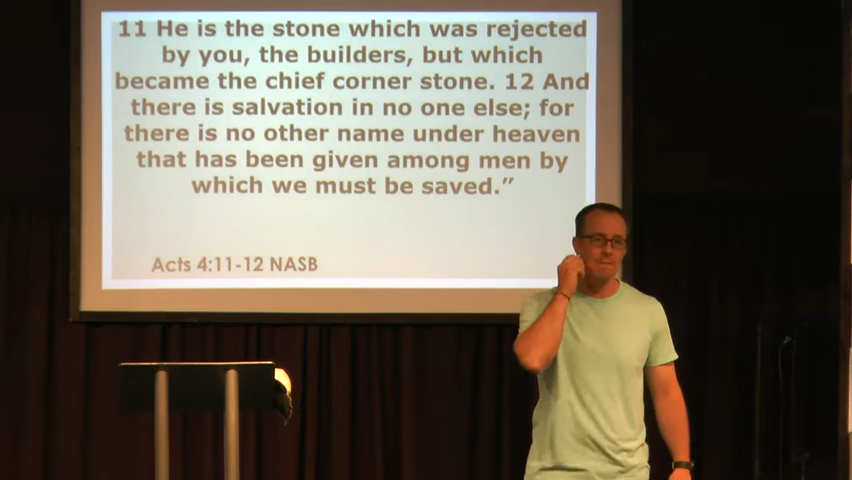 11 He is the stone which was rejected
by you, the builders, but which
became the chief corner stone. 12 And
there is salvation in no one else; for
there is no other name under heaven
that has been given among men by
which we must be saved.”
Acts 4:11-12 NASB